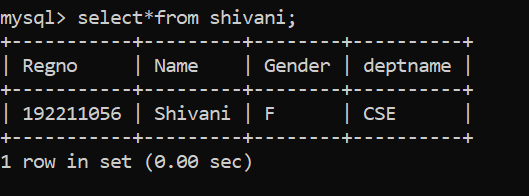 mysql> select*from shivani;
+-----------+---------+--------+----------+
| Regno     | Name    | Gender | deptname |
+-----------+---------+--------+----------+
| 192211056 | Shivani | F      | CSE      |
+-----------+---------+--------+----------+
1 row in set (0.00 sec)